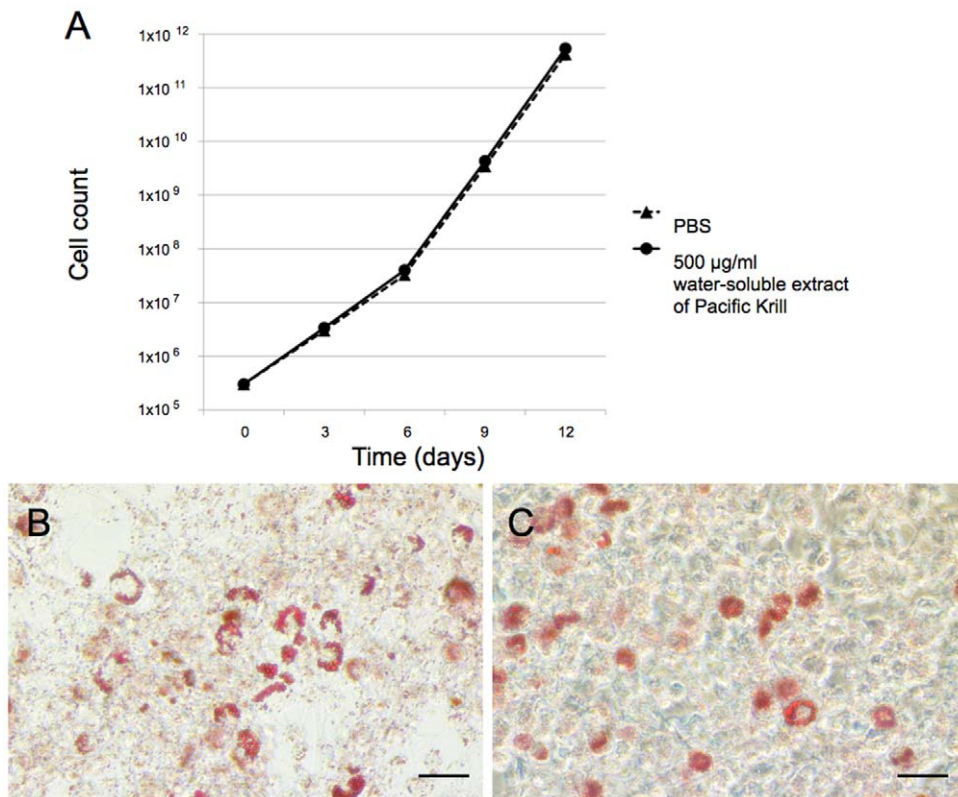 A
1x10 12
1x10 11
1x10 10
1x10 9
1x10 8
1x10 7
1x10 6
1x10 5
Cell count
0 3 6 9 12
Time (days)
PBS
500 µg/ml
water-soluble extract
of Pacific Krill
B
C